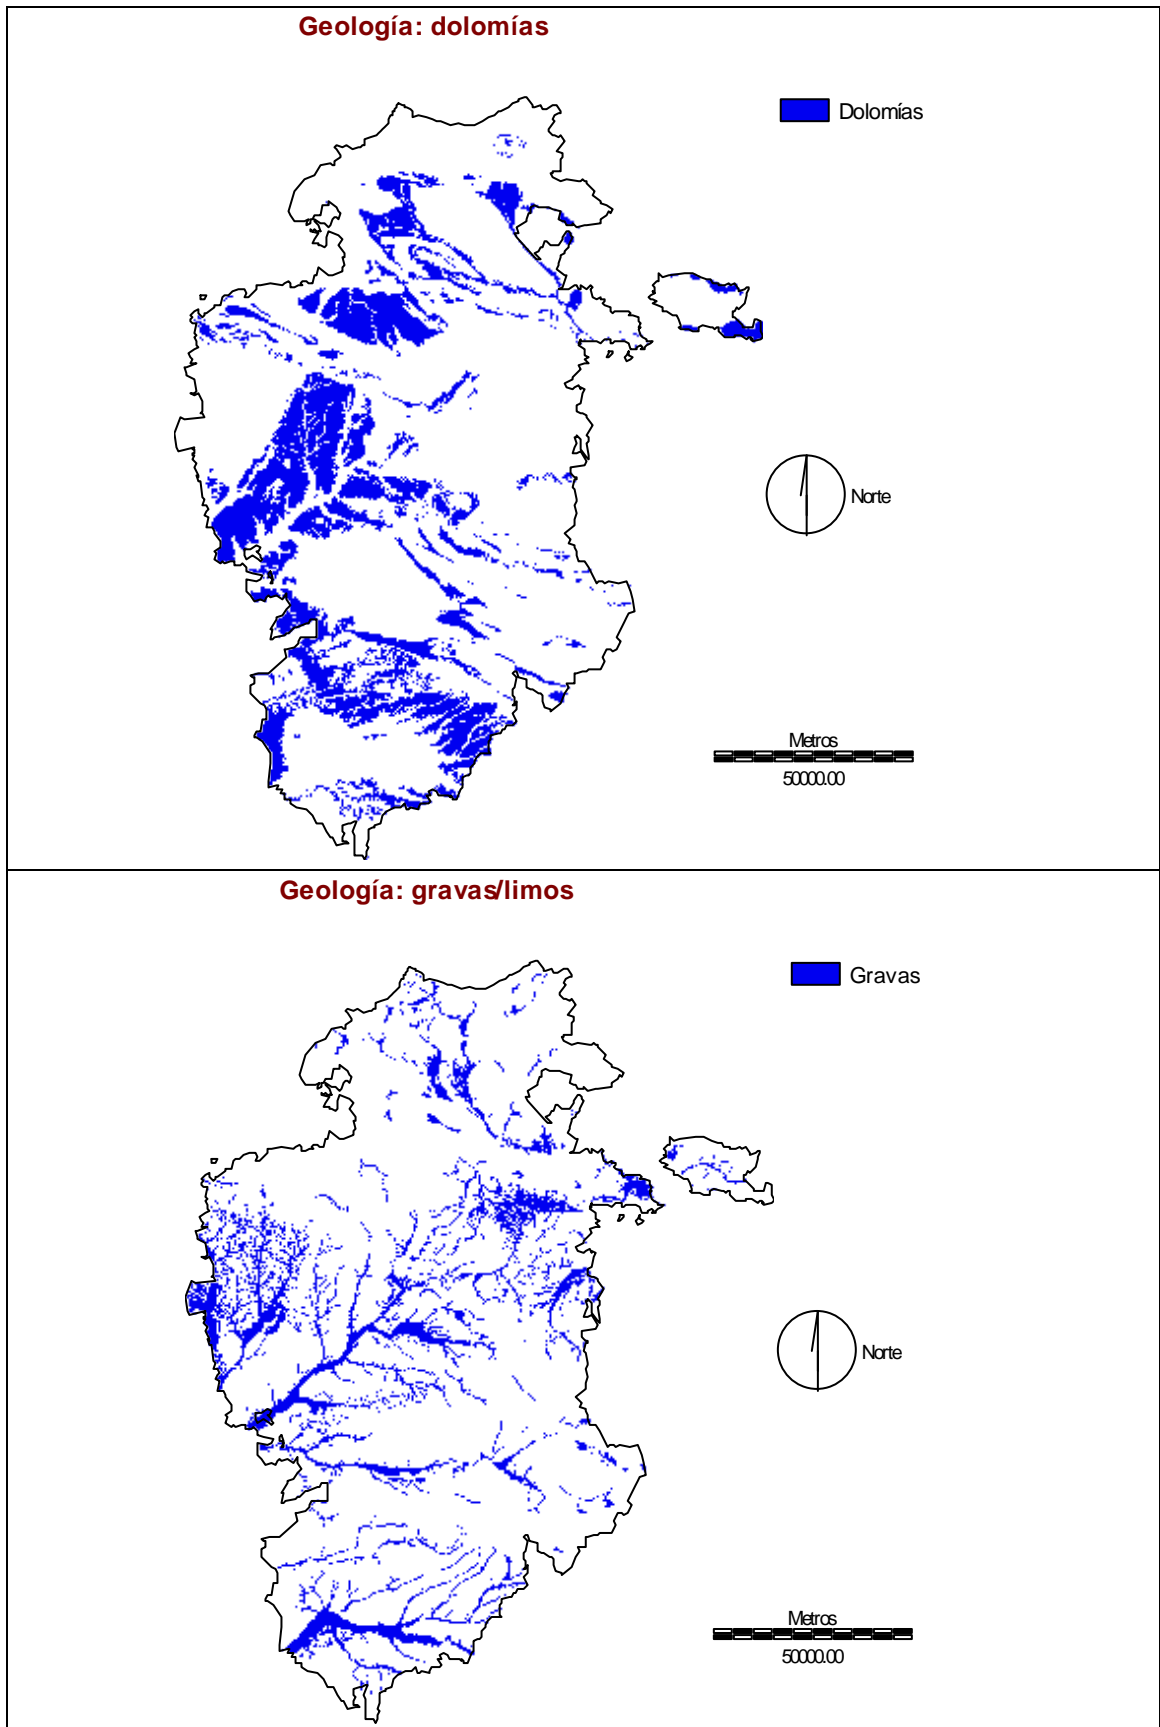 Geología: dolomías
Dolomías
Norte
Metros
50000.00
Geología: gravas/limos
Gravas
Norte
Metros
50000.00